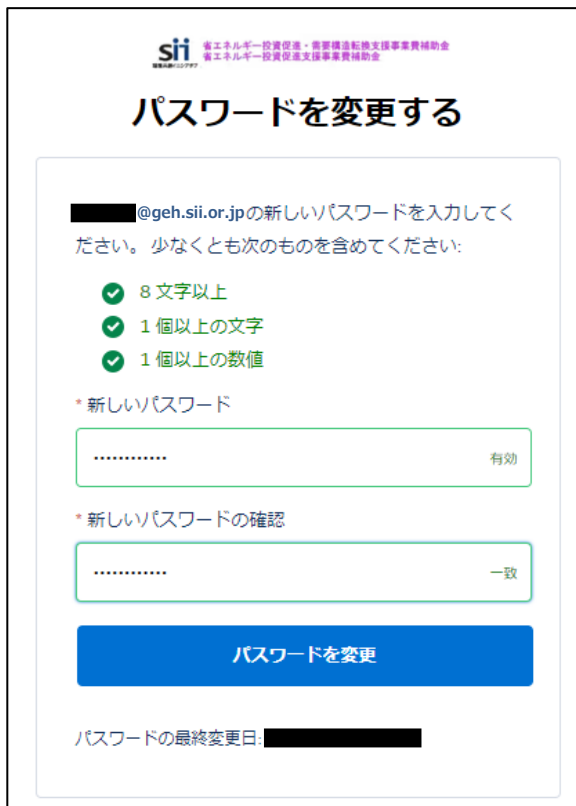 sii 省エネルギー投資促進・需要構造転換支援事業費補助金
省エネルギー投資促進支援事業費補助金
パスワードを変更する
@geh.sii.or.jpの新しいパスワードを入力してく
ださい。 少なくとも次のものを含めてください:
8 文字以上
1 個以上の文字
1 個以上の数値
* 新しいパスワード
............ 有効
* 新しいパスワードの確認
............ 一致
パスワードを変更
パスワードの最終変更日: